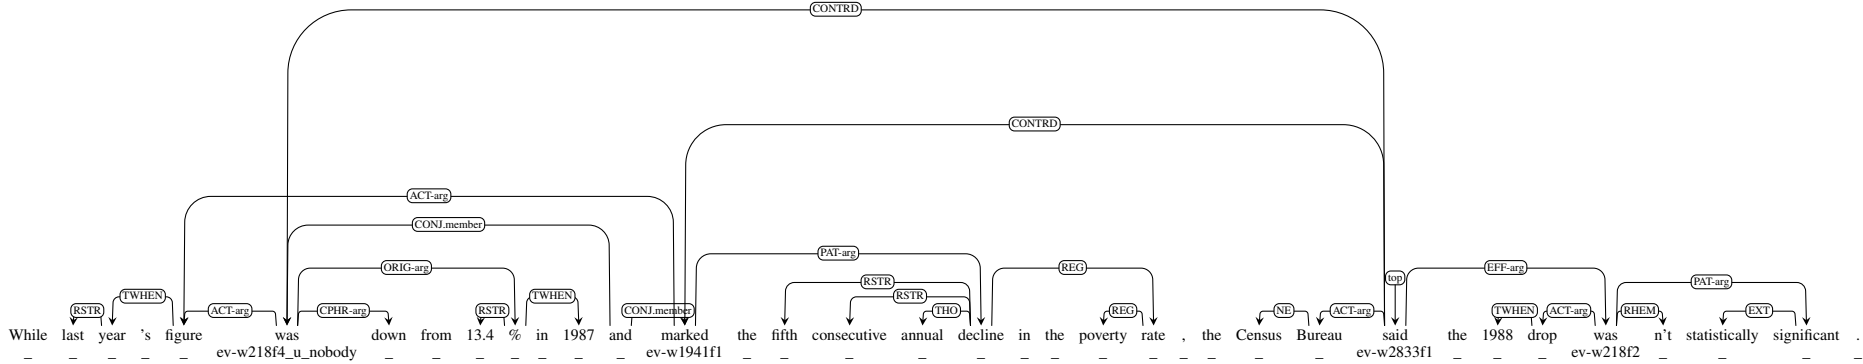 CONTRD
CONTRD
ACT-arg
CONJ.member
PAT-arg
ORIG-arg REG EFF-arg
top
RSTR PAT-arg
TWHEN TWHEN RSTR
RSTR ACT-arg CPHR-arg RSTR CONJ.member THO REG NE ACT-arg TWHEN ACT-arg RHEM EXT
While last year 's figure was down from 13.4 % in 1987 and marked the fifth consecutive annual decline in the poverty rate , the Census Bureau said the 1988 drop was n't statistically significant .
_ _ _ _ _ ev-w218f4_u_nobody _ _ _ _ _ _ _ ev-w1941f1 _ _ _ _ _ _ _ _ _ _ _ _ _ ev-w2833f1 _ _ _ ev-w218f2 _ _ _ _